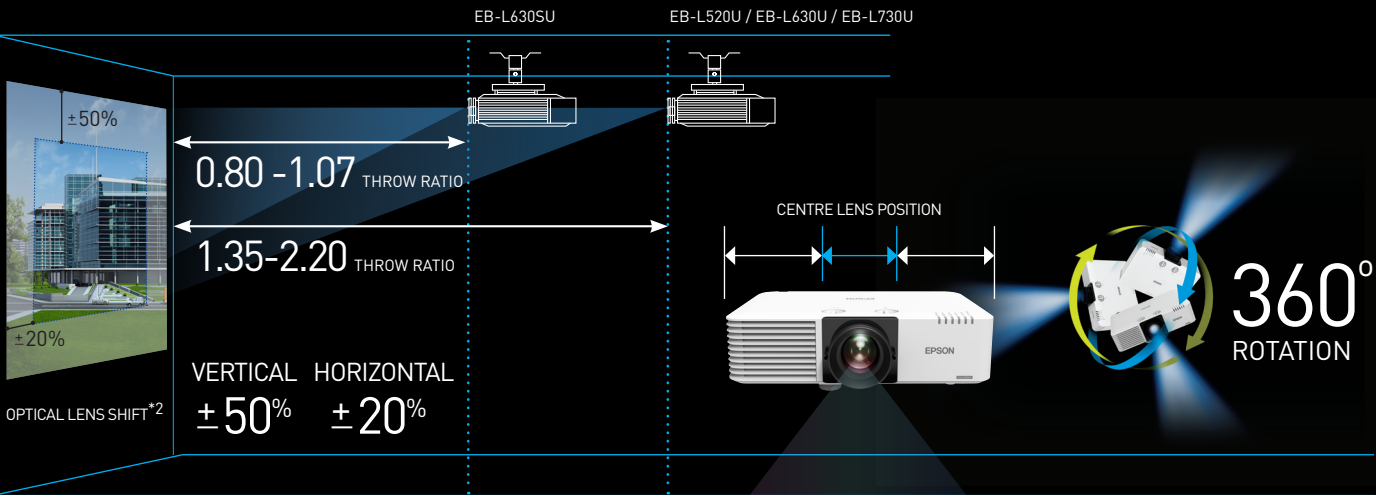 EB-L630SU
EB-L520U / EB-L630U / EB-L730U
±50%
0.80 -1.07 THROW RATIO
1.35-2.20 THROW RATIO
±20%
OPTICAL LENS SHIFT*2
VERTICAL HORIZONTAL
±50% ±20%
CENTRE LENS POSITION
EPSON
360°
ROTATION